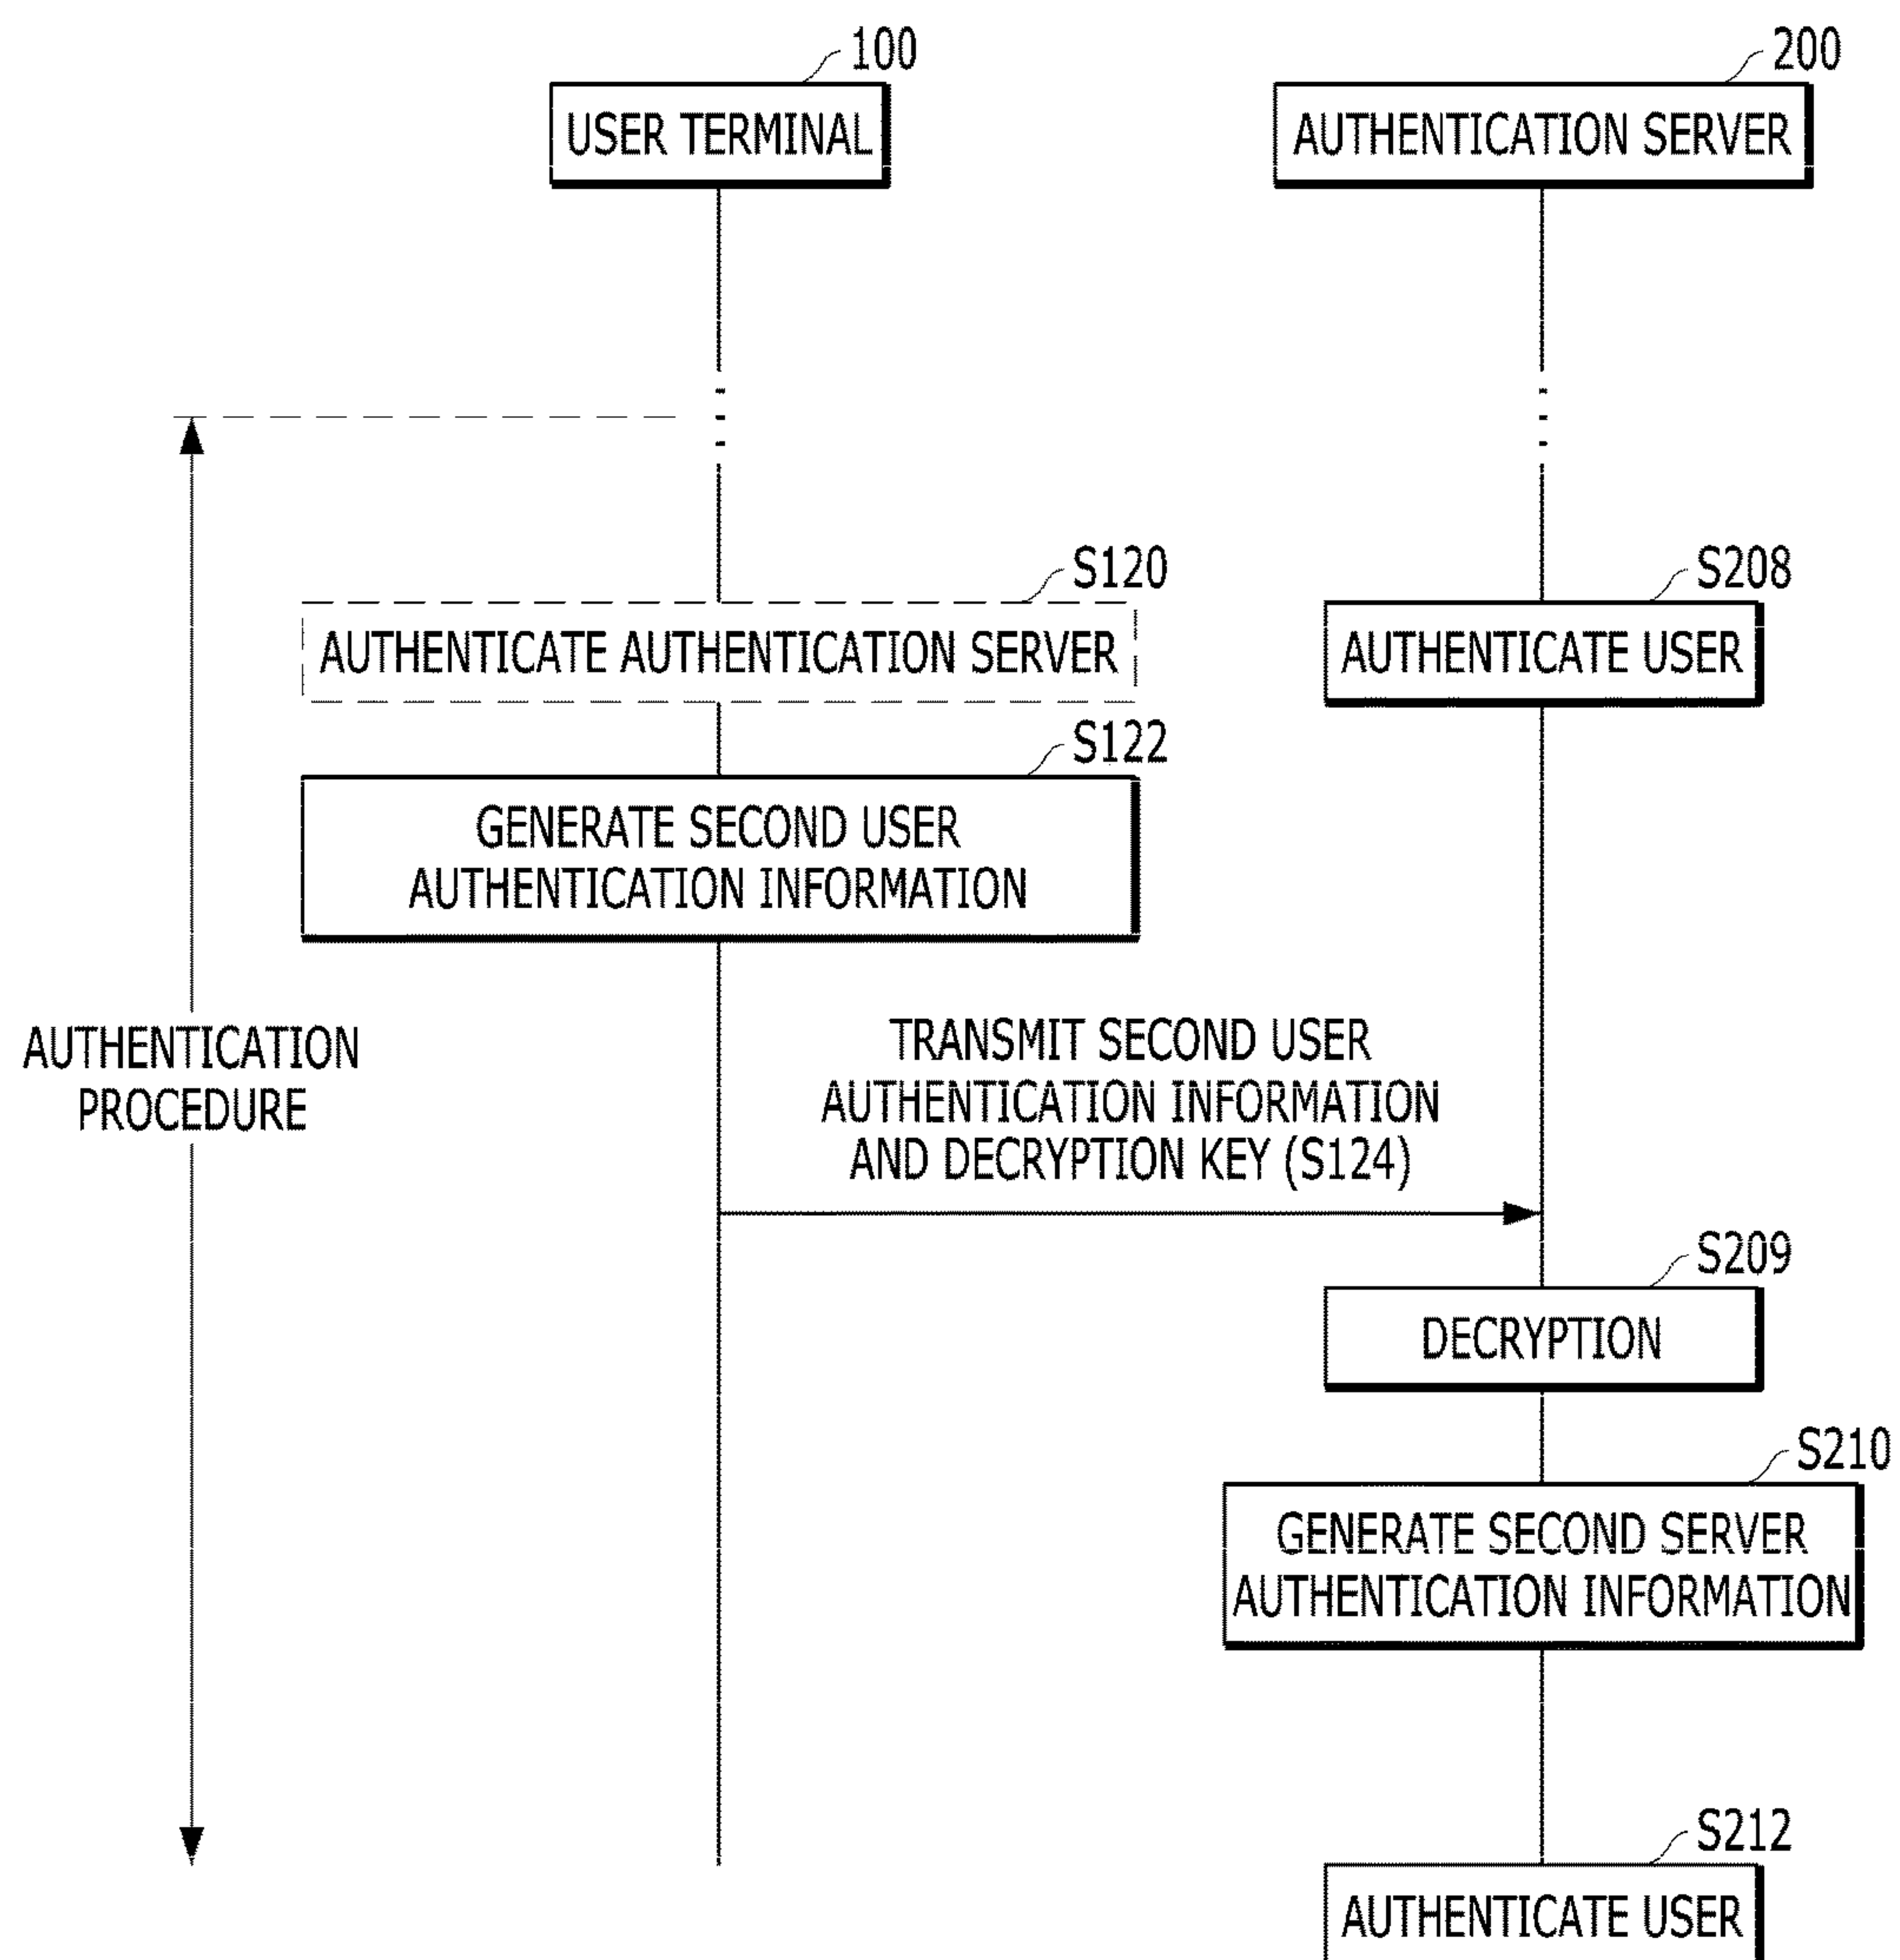 100
200
USER TERMINAL
AUTHENTICATION SERVER
S120
S208
AUTHENTICATE AUTHENTICATION SERVER
AUTHENTICATE USER
S122
GENERATE SECOND USER
AUTHENTICATION INFORMATION
AUTHENTICATION
PROCEDURE
TRANSMIT SECOND USER
AUTHENTICATION INFORMATION
AND DECRYPTION KEY (S124)
S209
DECRYPTION
S210
GENERATE SECOND SERVER
AUTHENTICATION INFORMATION
S212
AUTHENTICATE USER